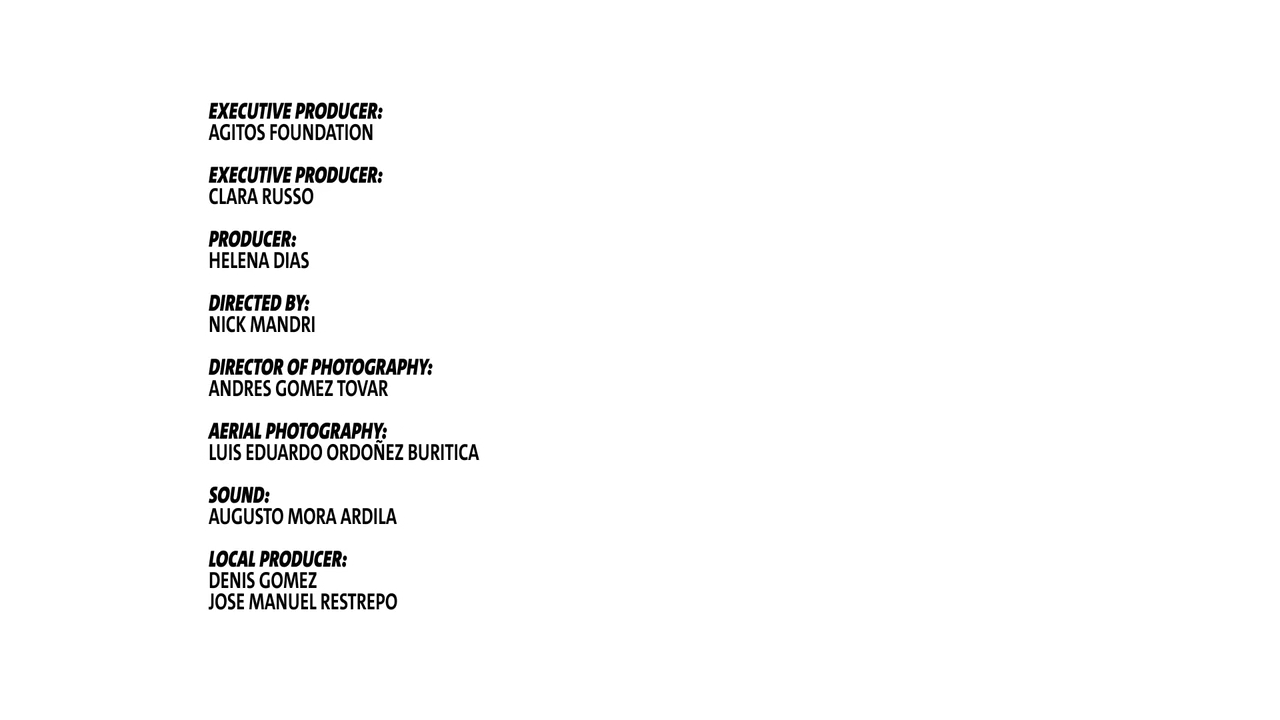 EXECUTIVE PRODUCER:
AGITOS FOUNDATION
EXECUTIVE PRODUCER:
CLARA RUSSO
PRODUCER:
HELENA DIAS
DIRECTED BY:
NICK MANDRI
DIRECTOR OF PHOTOGRAPHY:
ANDRES GOMEZ TOVAR
AERIAL PHOTOGRAPHY:
LUIS EDUARDO ORDOÑEZ BURITICA
SOUND:
AUGUSTO MORA ARDILA
LOCAL PRODUCER:
DENIS GOMEZ
JOSE MANUEL RESTREPO